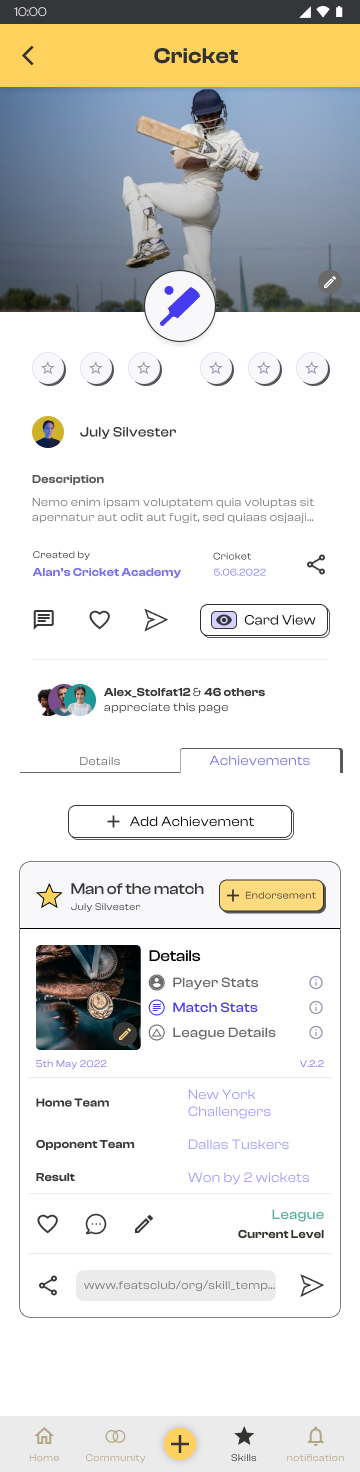 10:00
Cricket
July Silvester
Description
Nemo enim ipsam voluptatem quia voluptas sit
apernatur aut odit aut fugit, sed quiaas osjaaji...
Created by
Cricket
Alan's Cricket Academy
5.06.2022
Card View
Alex_Stolfat12 & 46 others
appreciate this page
Details
Achievements
Add Achievement
Man of the match
July Silvester
Endorsement
Details
Player Stats
Match Stats
League Details
5th May 2022
V.2.2
Home Team
New York
Challengers
Opponent Team
Dallas Tuskers
Result
Won by 2 wickets
League
Current Level
www.featsclub/org/skill_temp...
Home
Community
Skills
notification